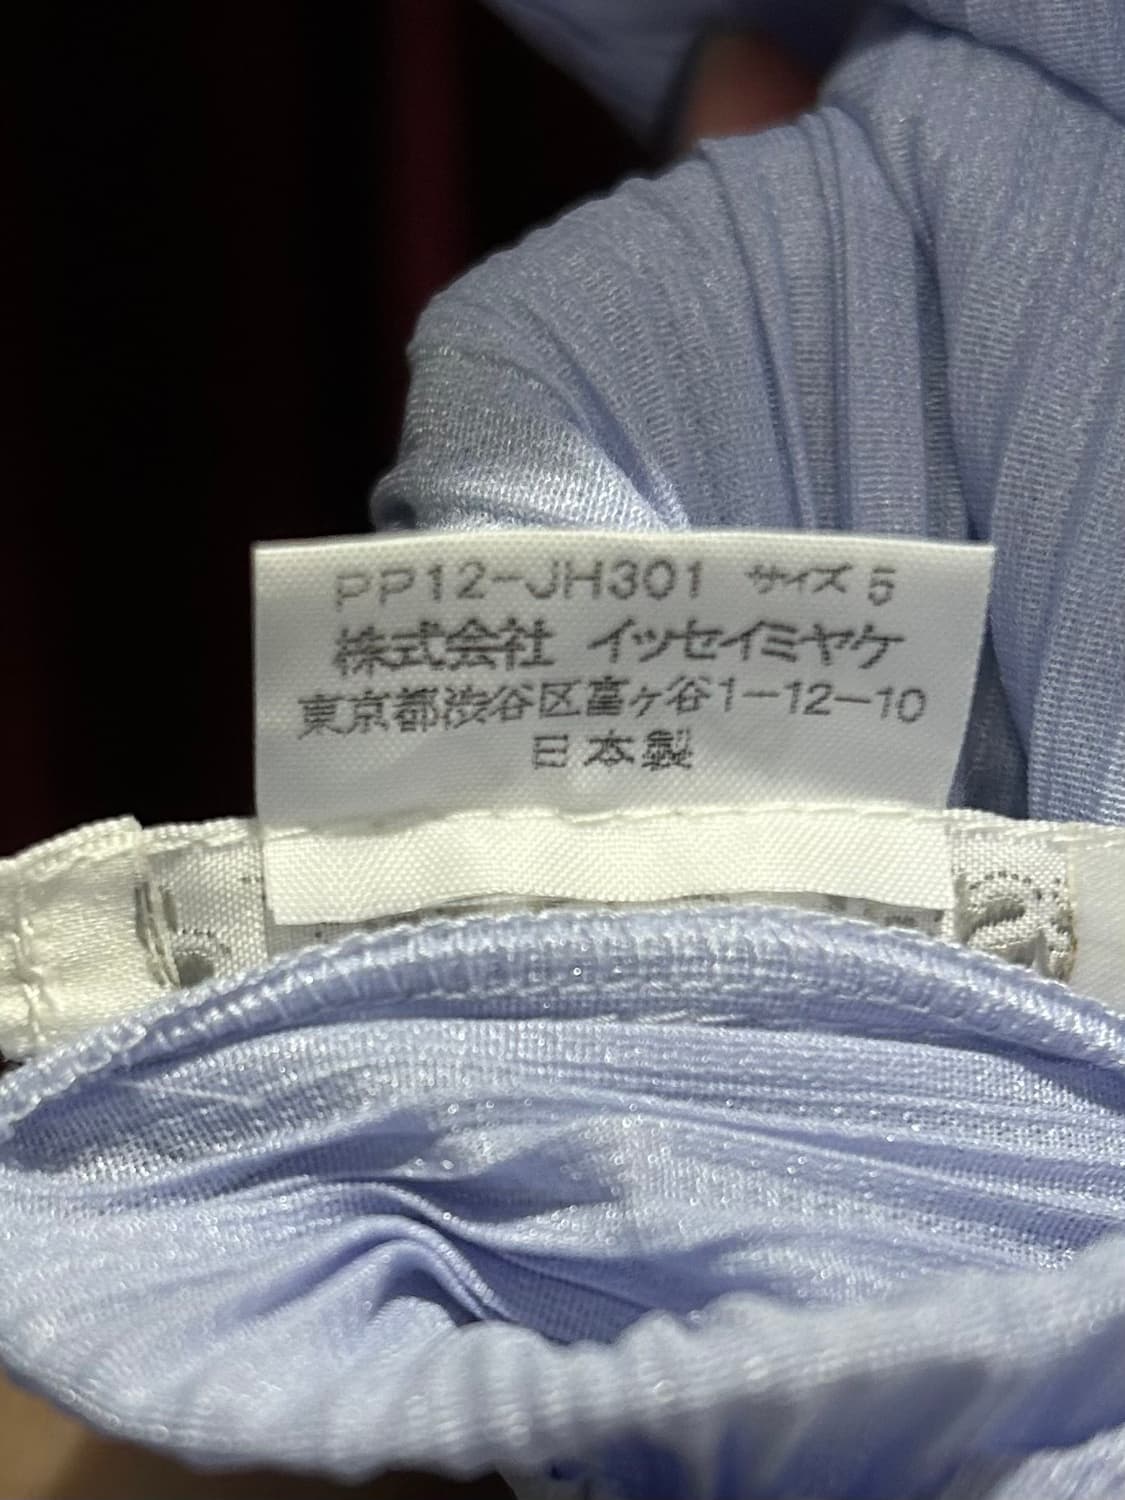 PP12-JH301 サイズ 5
株式会社 イッセイミヤケ
東京都渋谷区富ヶ谷1-12-10
日本製